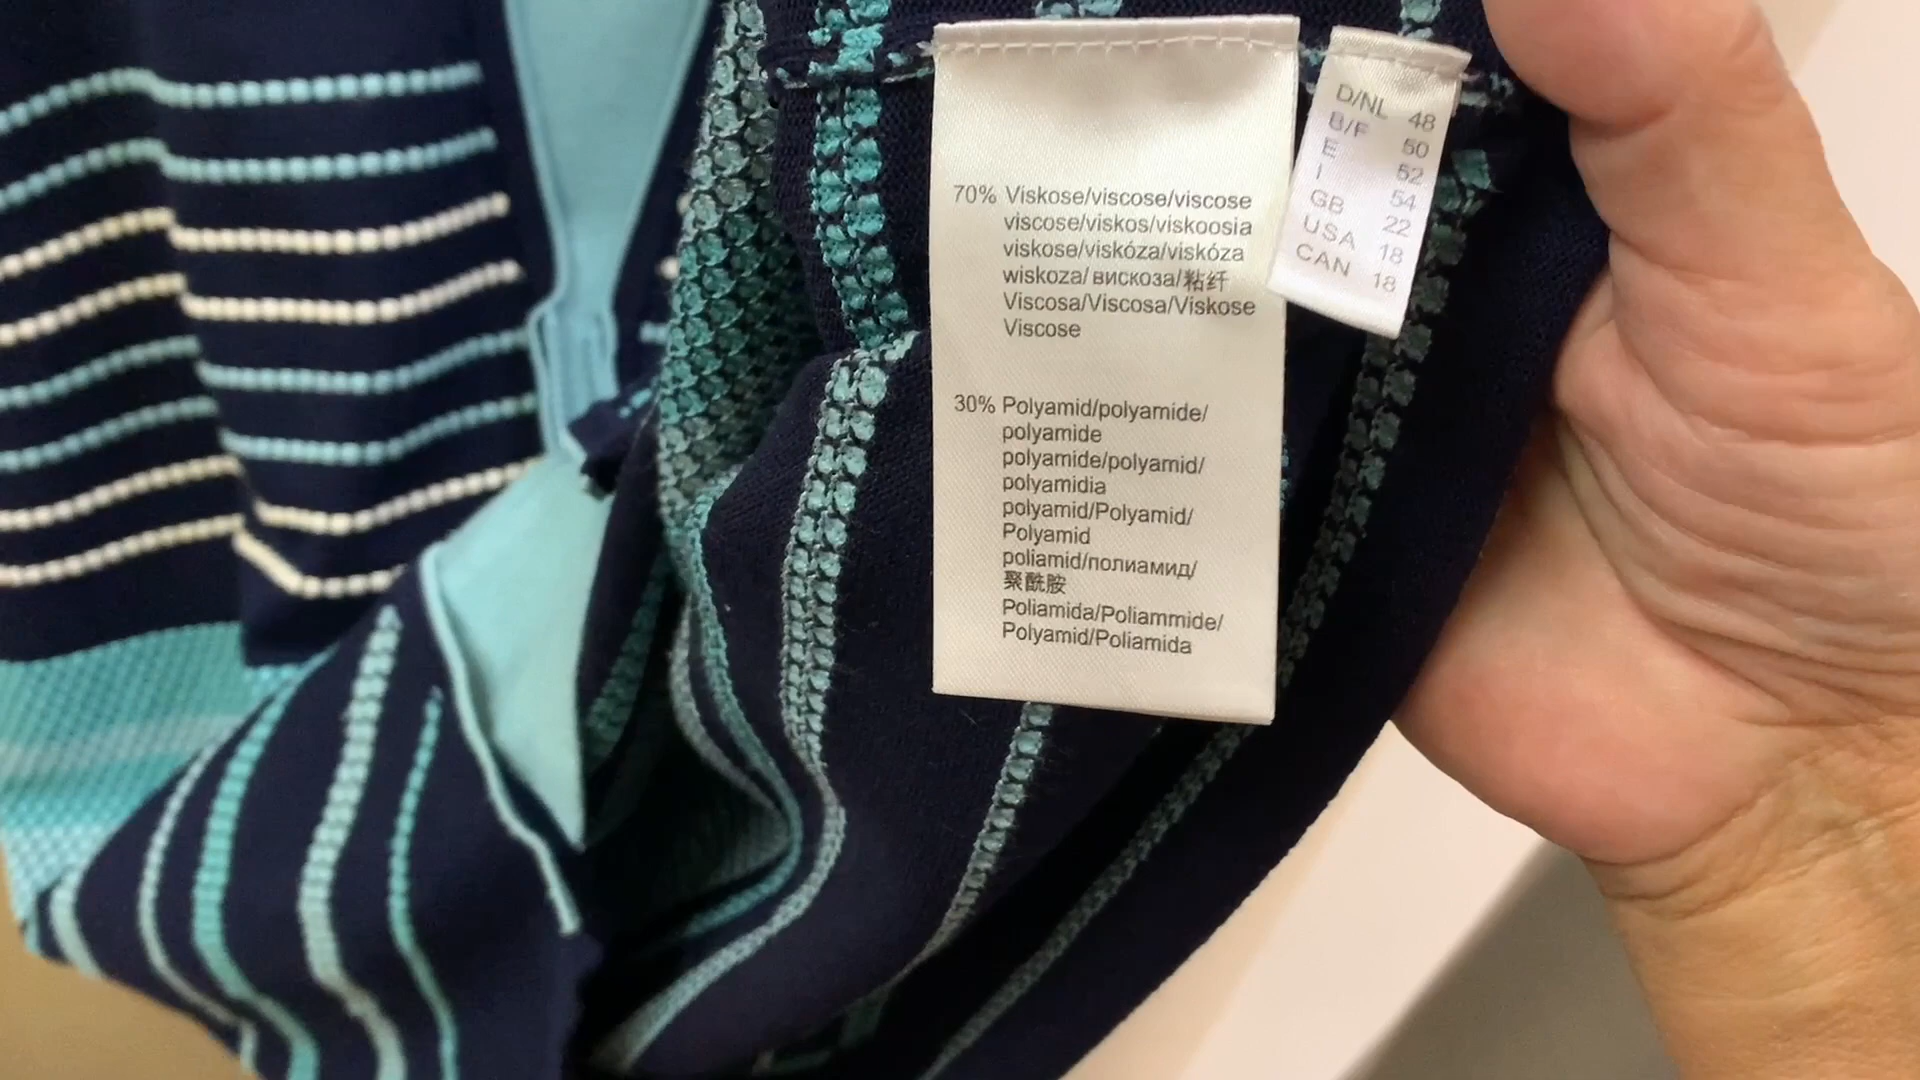 70% Viskose/viscose/viscose
viscose/viskos/viskoosia
viskose/viskóza/viskóza
wiskoza/вискоза/粘纤
Viscosa/Viscosa/Viskose
Viscose
30% Polyamid/polyamide/
polyamide
polyamide/polyamid/
polyamidia
polyamid/Polyamid/
Polyamid
poliamid/полиамид/
聚酰胺
Poliamida/Poliammide/
Polyamid/Poliamida
D/NL 48
B/F 50
E 52
I 54
GB 22
USA 18
CAN 18